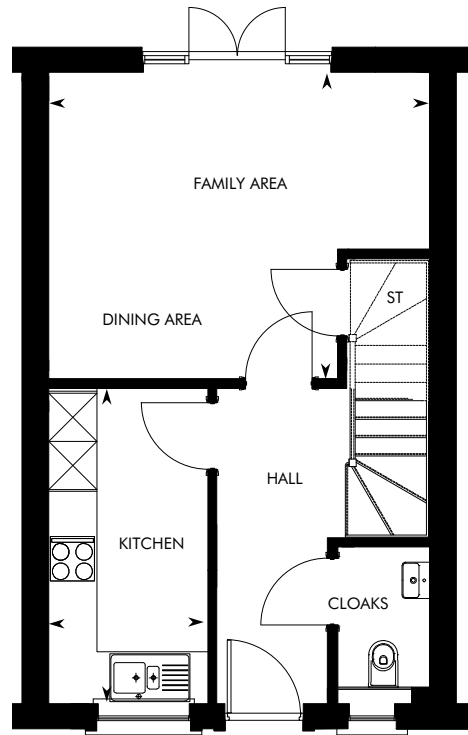 FAMILY AREA
ST
DINING AREA
HALL
KITCHEN
CLOAKS